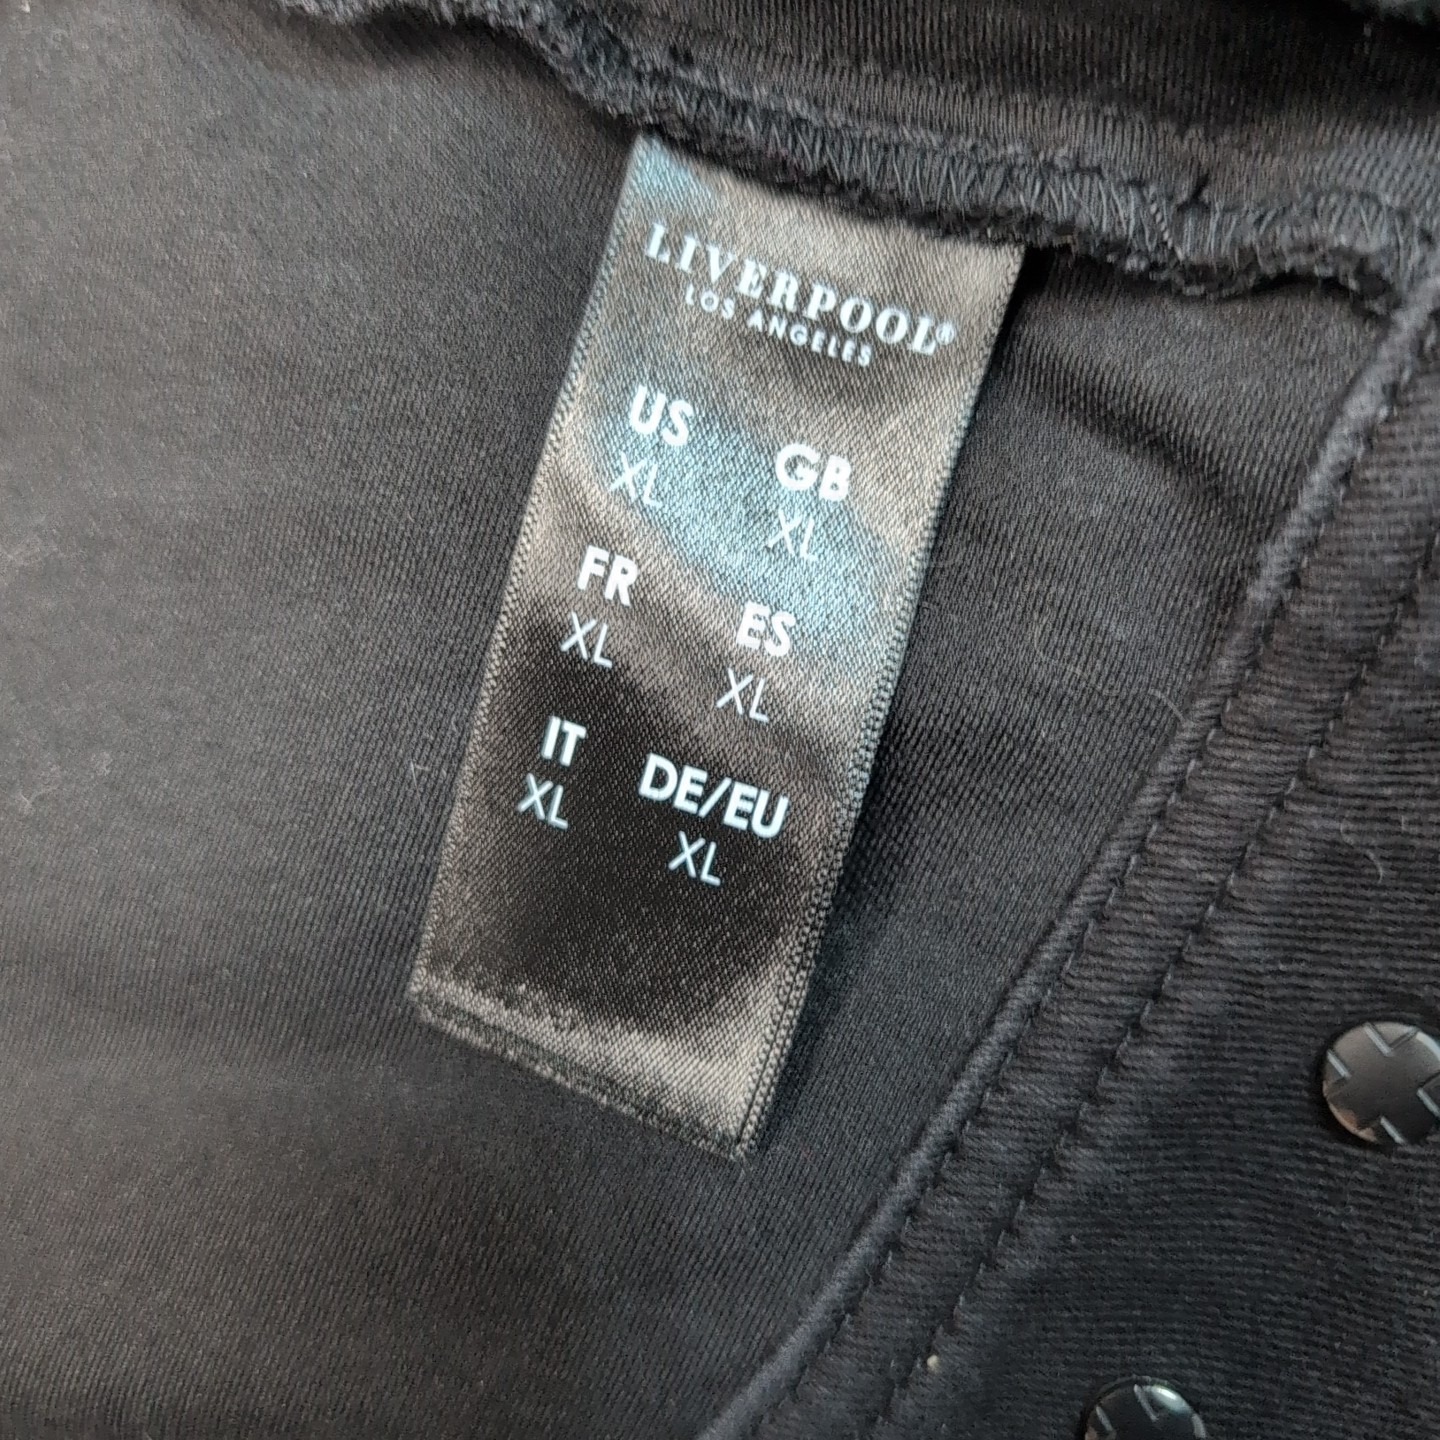 LIVERPOOL®
LOS ANGELES
US GB
XL XL
FR ES
XL XL
IT DE/EU
XL XL